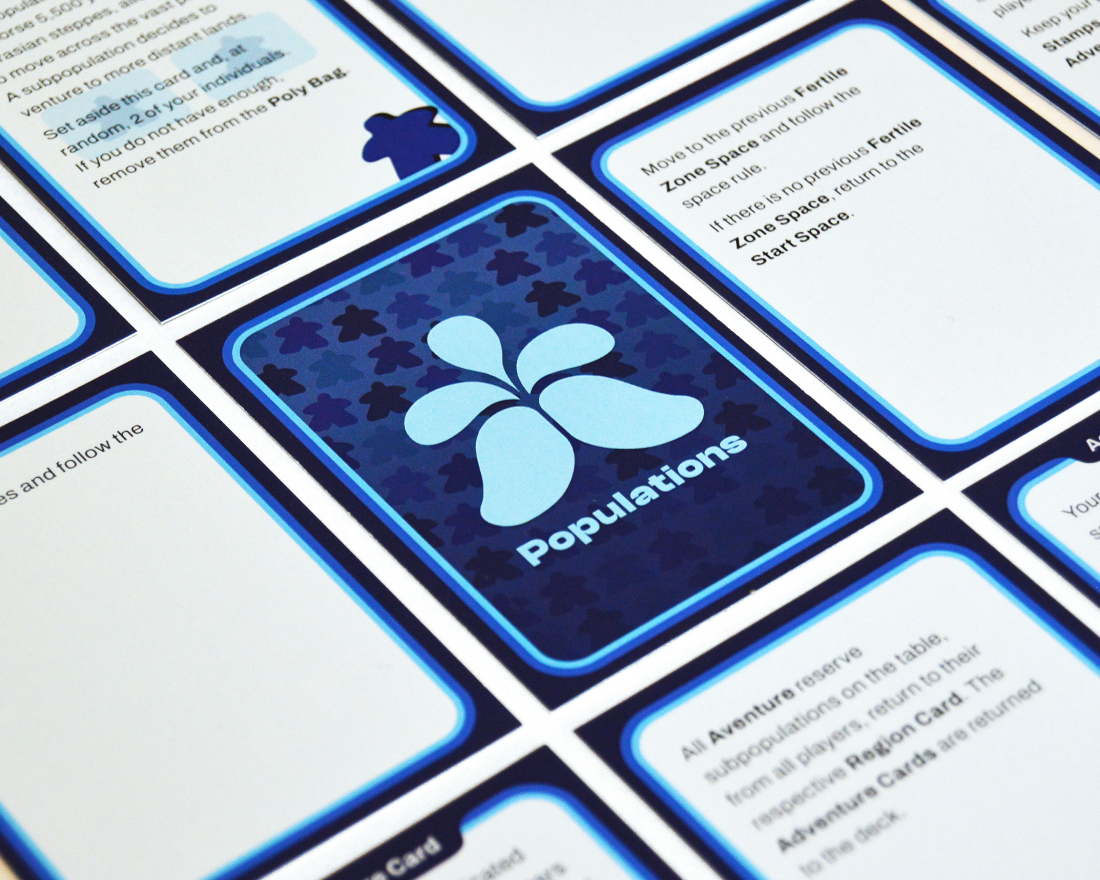 orse 5,500
asian steppes,
o move across the vast
A subpopulation decides to
venture to more distant lands.
Set aside this card and, at
random, 2 of your individuals.
If you do not have enough,
remove them from the Poly Bag.
Keep your
Move to the previous Fertile
Zone Space and follow the
space rule.
If there is no previous Fertile
Zone Space, return to the
Start Space.
es and follow the
Populations
Your
All Aventure reserve
subpopulations on the table,
from all players, return to their
respective Region Card. The
Adventure Cards are returned
to the deck.
Card